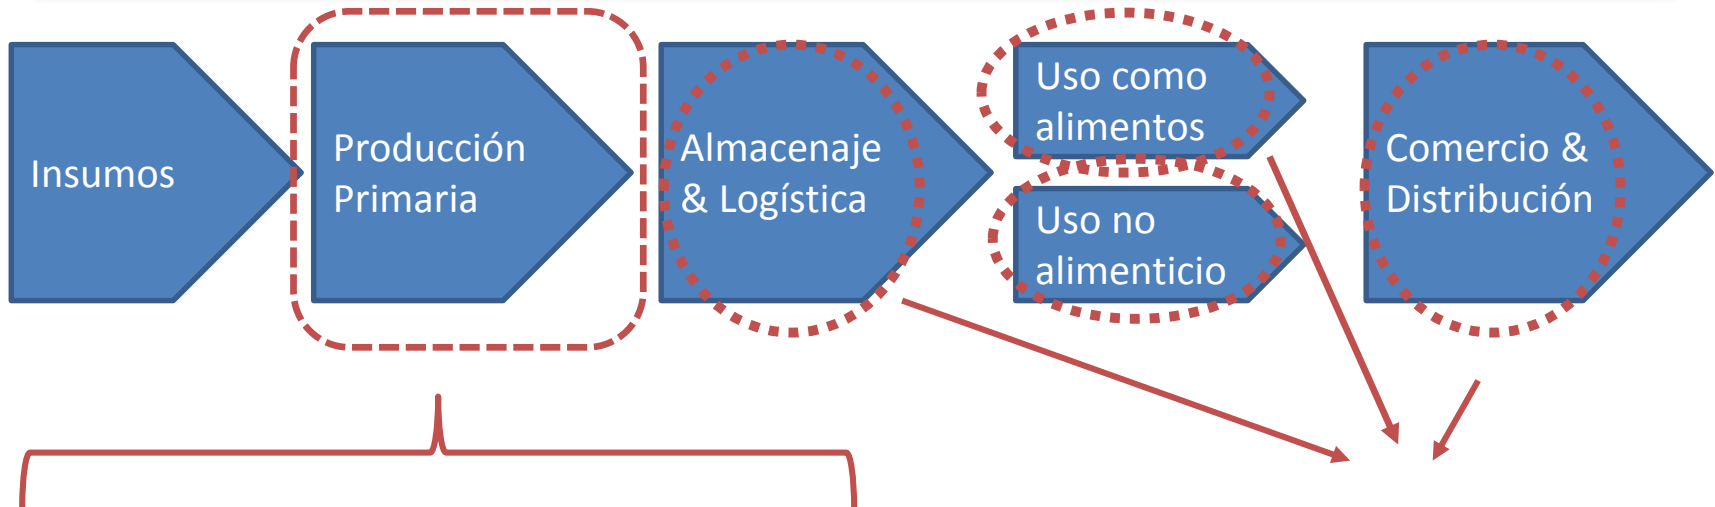 Insumos
Producción
Primaria
Almacenaje
& Logística
Uso como
alimentos
Uso no
alimenticio
Comercio &
Distribución